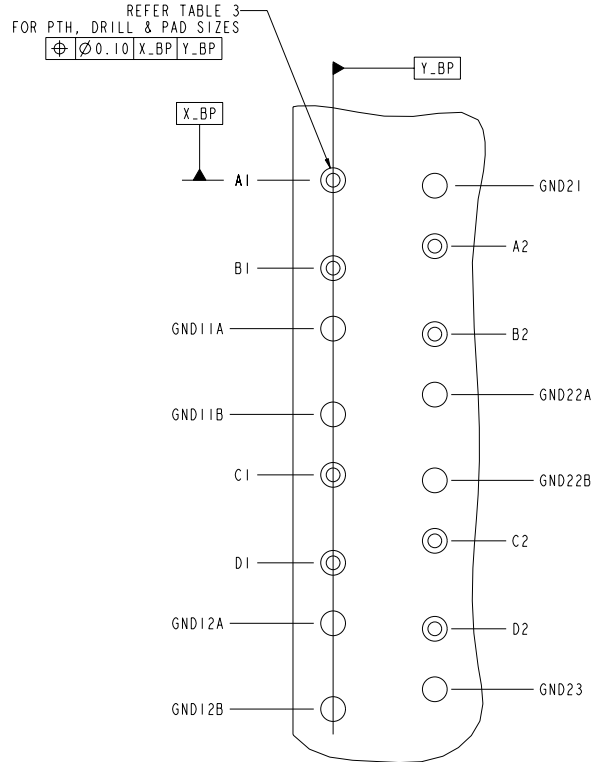 REFER TABLE 3
FOR PTH, DRILL & PAD SIZES
⌖ Ø0.10 X_BP Y_BP
Y_BP
X_BP
A1
GND21
A2
B1
GND11A
B2
GND22A
GND11B
C1
GND22B
C2
D1
GND12A
D2
GND23
GND12B